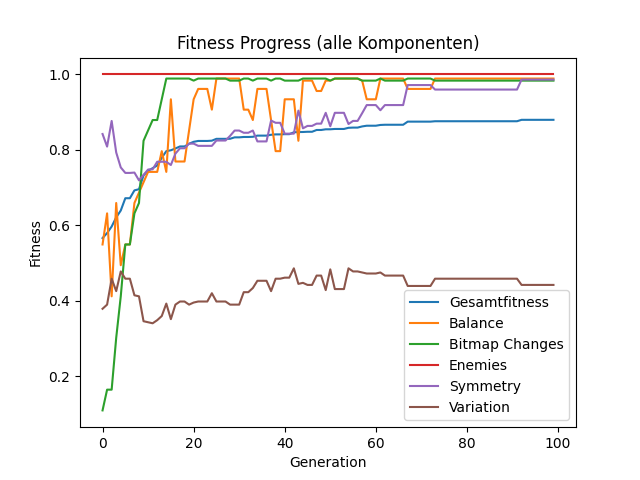 Fitness Progress (alle Komponenten)
1.0
0.8
0.6
0.4
0.2
Fitness
0 20 40 60 80 100
Generation
Gesamtfitness
Balance
Bitmap Changes
Enemies
Symmetry
Variation